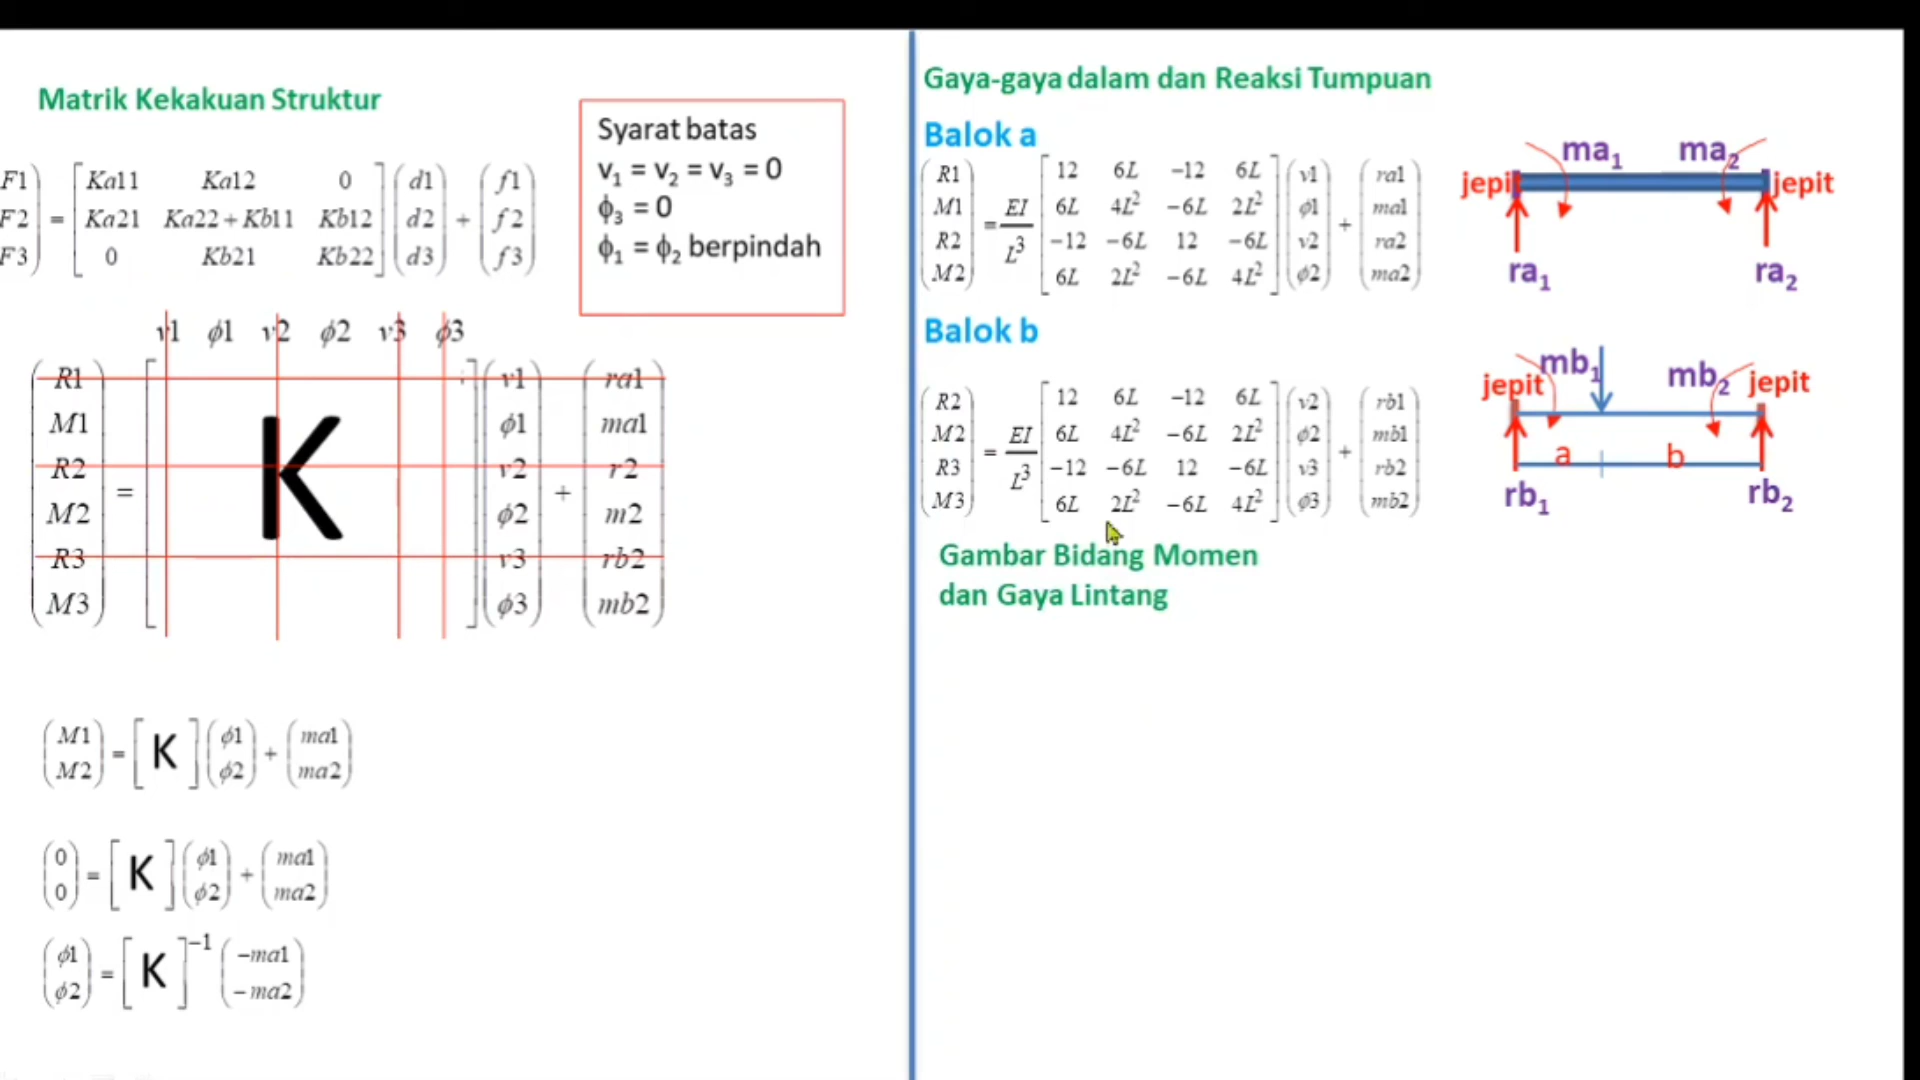 Matrik Kekakuan Struktur
F1 Ka11 Ka12 0 d1 f1
F2 = Ka21 Ka22 + Kb11 Kb12 d2 + f2
F3 0 Kb21 Kb22 d3 f3
Syarat batas
v1 = v2 = v3 = 0
ϕ3 = 0
ϕ1 = ϕ2 berpindah
v1 ϕ1 v2 ϕ2 v3 ϕ3
R1 v1 ra1
M1 ϕ1 ma1
R2 v2 r2
= K +
M2 ϕ2 m2
R3 v3 rb2
M3 ϕ3 mb2
M1 ϕ1 ma1
= K +
M2 ϕ2 ma2
0 ϕ1 ma1
= K +
0 ϕ2 ma2
ϕ1 -1 −ma1
= K
ϕ2 −ma2
Gaya-gaya dalam dan Reaksi Tumpuan
Balok a
R1 12 6L −12 6L v1 ra1
M1 EI 6L 4L² −6L 2L² ϕ1 ma1
= +
R2 L³ −12 −6L 12 −6L v2 ra2
M2 6L 2L² −6L 4L² ϕ2 ma2
ma1 ma2
jepit jepit
ra1 ra2
Balok b
R2 12 6L −12 6L v2 rb1
M2 EI 6L 4L² −6L 2L² ϕ2 mb1
= +
R3 L³ −12 −6L 12 −6L v3 rb2
M3 6L 2L² −6L 4L² ϕ3 mb2
mb1 mb2
jepit jepit
a b
rb1 rb2
Gambar Bidang Momen
dan Gaya Lintang